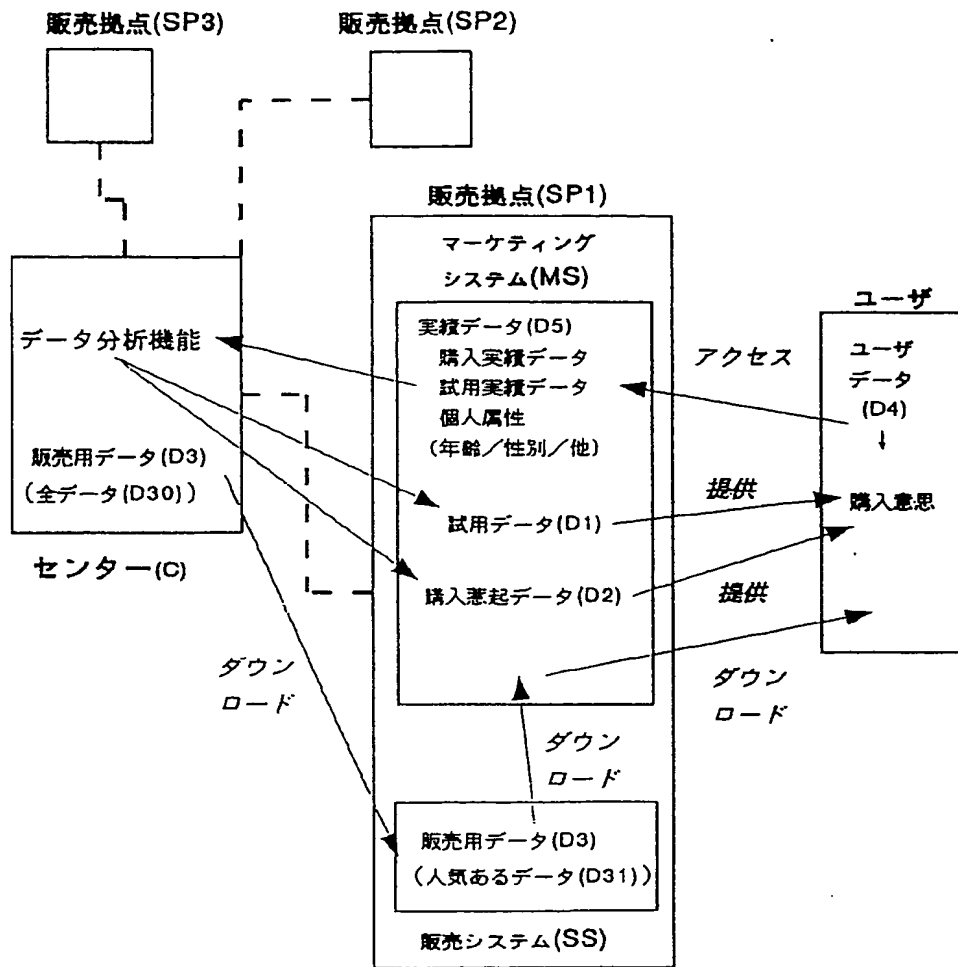 販売拠点(SP3)
販売拠点(SP2)
販売拠点(SP1)
マーケティング
システム(MS)
実績データ(D5)
購入実績データ
試用実績データ
個人属性
(年齢／性別／他)
試用データ(D1)
購入惹起データ(D2)
データ分析機能
販売用データ(D3)
(全データ(D30))
センター(C)
ユーザ
ユーザ
データ
(D4)
↓
購入意思
アクセス
提供
提供
ダウン
ロード
ダウン
ロード
ダウン
ロード
販売用データ(D3)
(人気あるデータ(D31))
販売システム(SS)